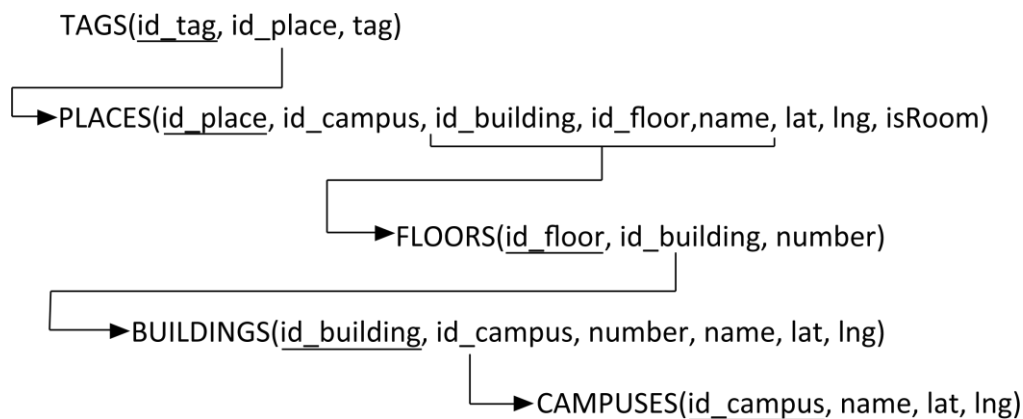 TAGS(id_tag, id_place, tag)
PLACES(id_place, id_campus, id_building, id_floor,name, lat, lng, isRoom)
FLOORS(id_floor, id_building, number)
BUILDINGS(id_building, id_campus, number, name, lat, lng)
CAMPUSES(id_campus, name, lat, lng)